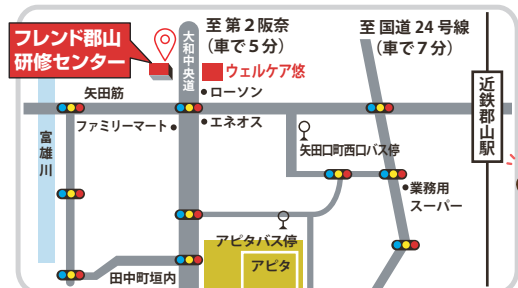 フレンド郡山
研修センター
大和中央道
至 第2阪奈
（車で5分）
至 国道24号線
（車で7分）
ウェルケア悠
ローソン
矢田筋
ファミリーマート
エネオス
富雄川
矢田口町西口バス停
近鉄郡山駅
業務用
スーパー
アピタバス停
アピタ
田中町垣内